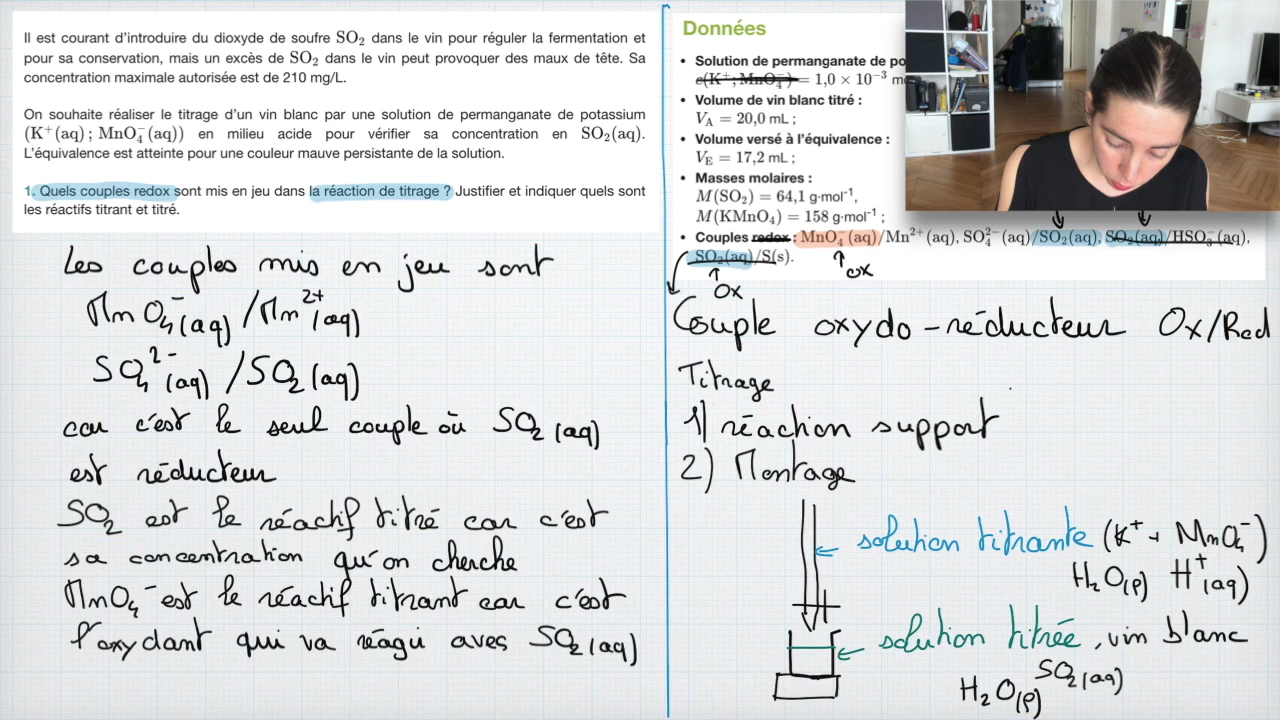 Il est courant d'introduire du dioxyde de soufre SO₂ dans le vin pour réguler la fermentation et
pour sa conservation, mais un excès de SO₂ dans le vin peut provoquer des maux de tête. Sa
concentration maximale autorisée est de 210 mg/L.
On souhaite réaliser le titrage d'un vin blanc par une solution de permanganate de potassium
(K⁺(aq) ; MnO₄⁻(aq)) en milieu acide pour vérifier sa concentration en SO₂(aq).
L'équivalence est atteinte pour une couleur mauve persistante de la solution.
1. Quels couples redox sont mis en jeu dans la réaction de titrage ? Justifier et indiquer quels sont
les réactifs titrant et titré.
Les couples mis en jeu sont
MnO₄⁻(aq) / Mn²⁺(aq)
SO₄²⁻(aq) / SO₂(aq)
car c'est le seul couple où SO₂(aq)
est réducteur
SO₂ est le réactif titré car c'est
sa concentration qu'on cherche
MnO₄⁻ est le réactif titrant car c'est
l'oxydant qui va réagir avec SO₂(aq)
Données
• Solution de permanganate de po
c(K⁺ ; MnO₄⁻) = 1,0 × 10⁻³ m
• Volume de vin blanc titré :
V_A = 20,0 mL ;
• Volume versé à l'équivalence :
V_E = 17,2 mL ;
• Masses molaires :
M(SO₂) = 64,1 g·mol⁻¹,
M(KMnO₄) = 158 g·mol⁻¹ ;
• Couples redox : MnO₄⁻(aq)/Mn²⁺(aq), SO₄²⁻(aq)/SO₂(aq), SO₂(aq)/HSO₃⁻(aq),
SO₂(aq)/S(s).
ox
Ox
Couple oxydo-réducteur Ox/Red
Titrage
1) réaction support
2) Montage
solution titrante (K⁺ + MnO₄⁻)
H₂O(l) H⁺(aq)
solution titrée, vin blanc
SO₂(aq)
H₂O(l)